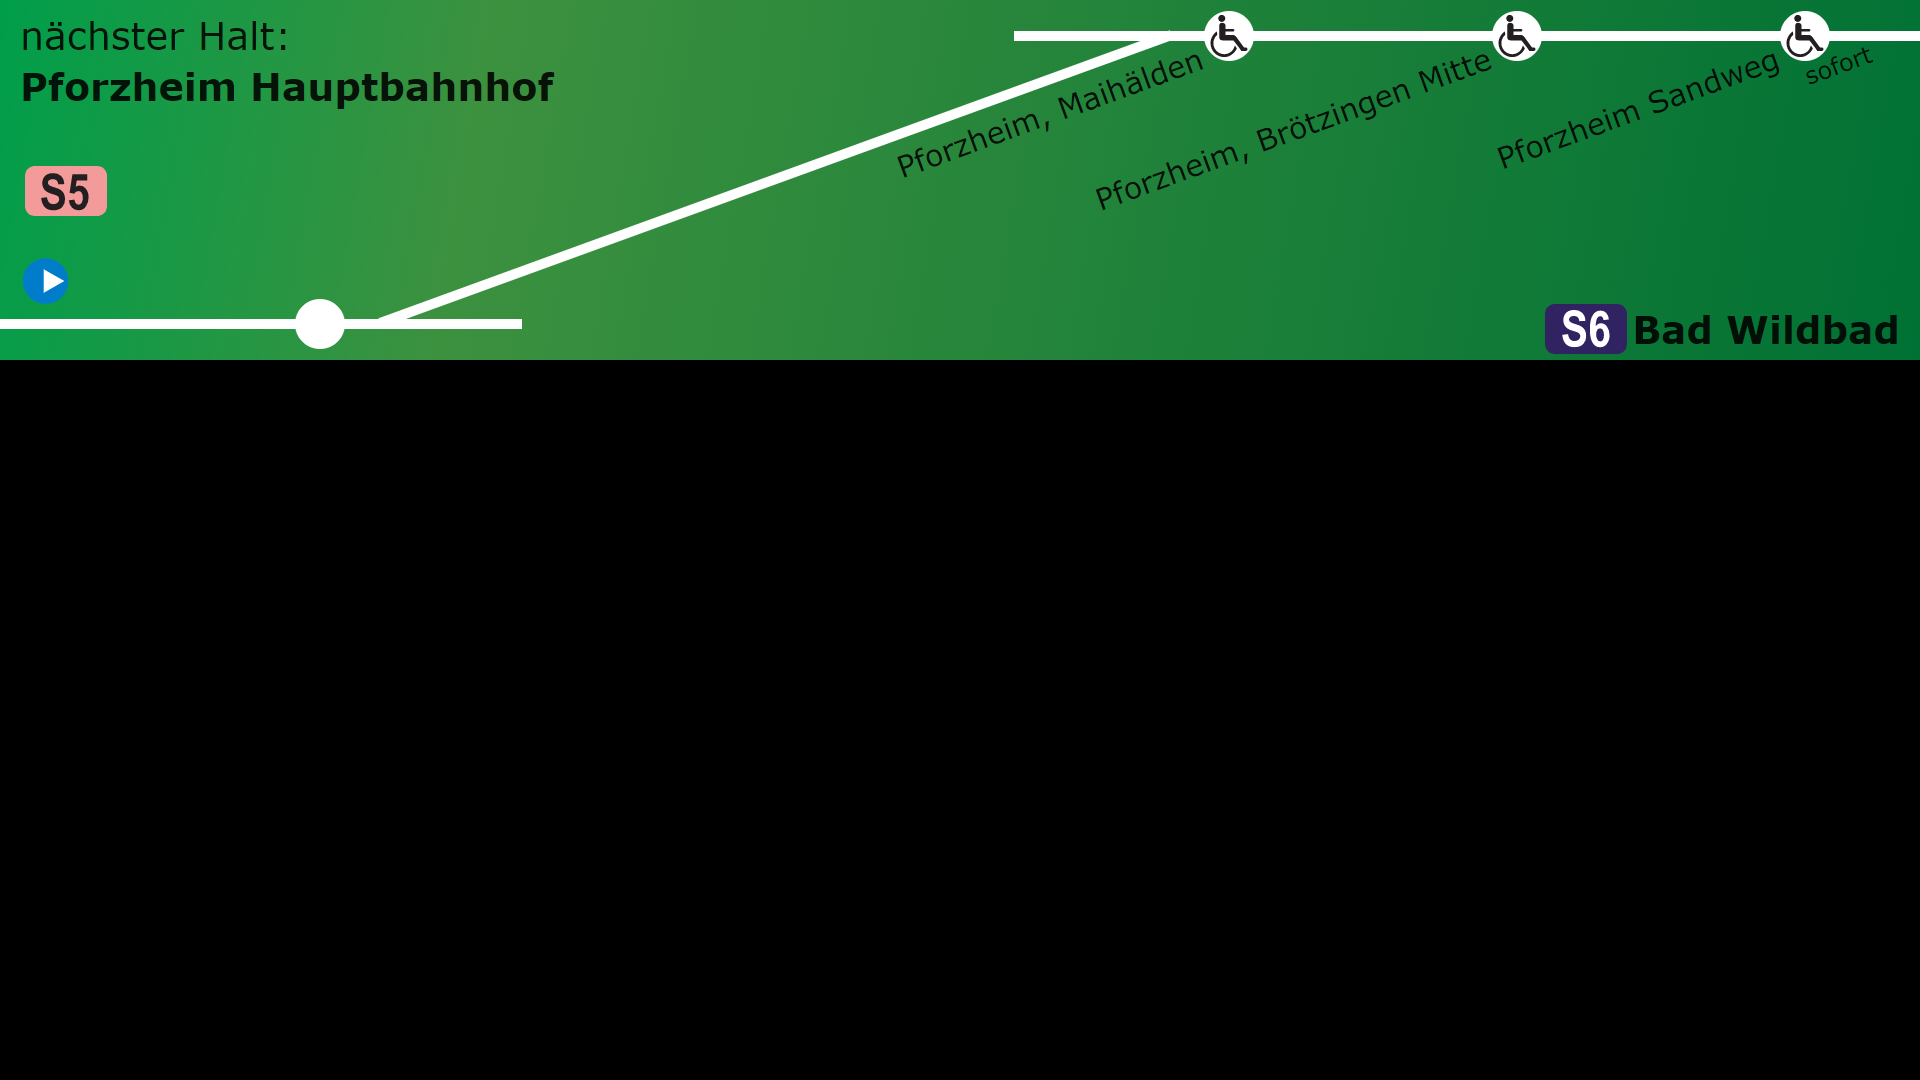 nächster Halt:
Pforzheim Hauptbahnhof
S5
Pforzheim, Maihälden
Pforzheim, Brötzingen Mitte
Pforzheim Sandweg
sofort
S6 Bad Wildbad